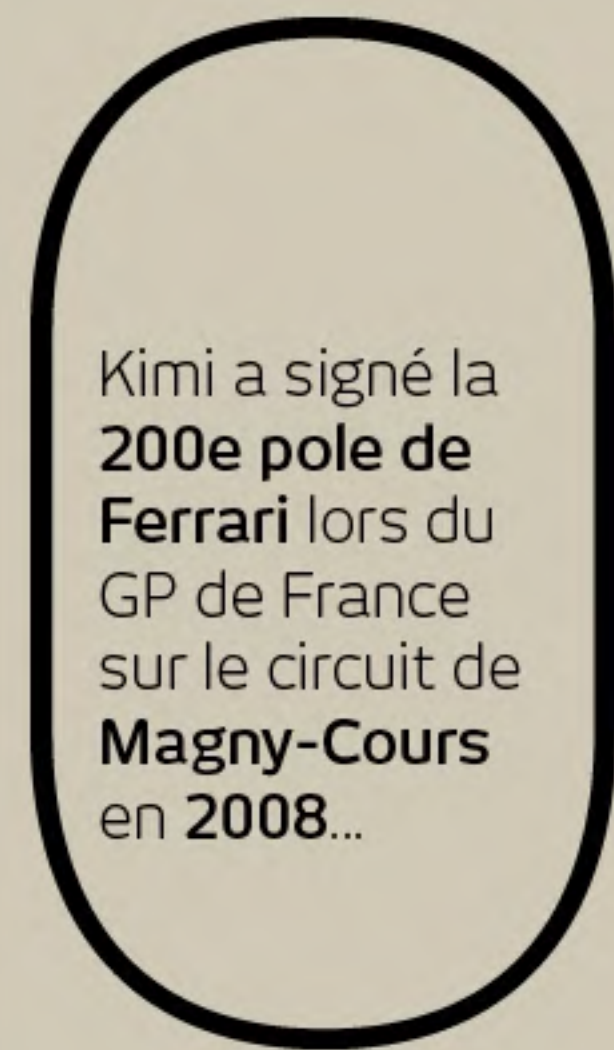 Kimi a signé la
200e pole de
Ferrari lors du
GP de France
sur le circuit de
Magny-Cours
en 2008...